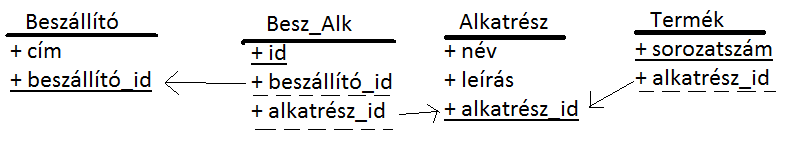 Beszállító
+ cím
+ beszállító_id
Besz_Alk
+ id
+ beszállító_id
+ alkatrész_id
Alkatrész
+ név
+ leírás
+ alkatrész_id
Termék
+ sorozatszám
+ alkatrész_id